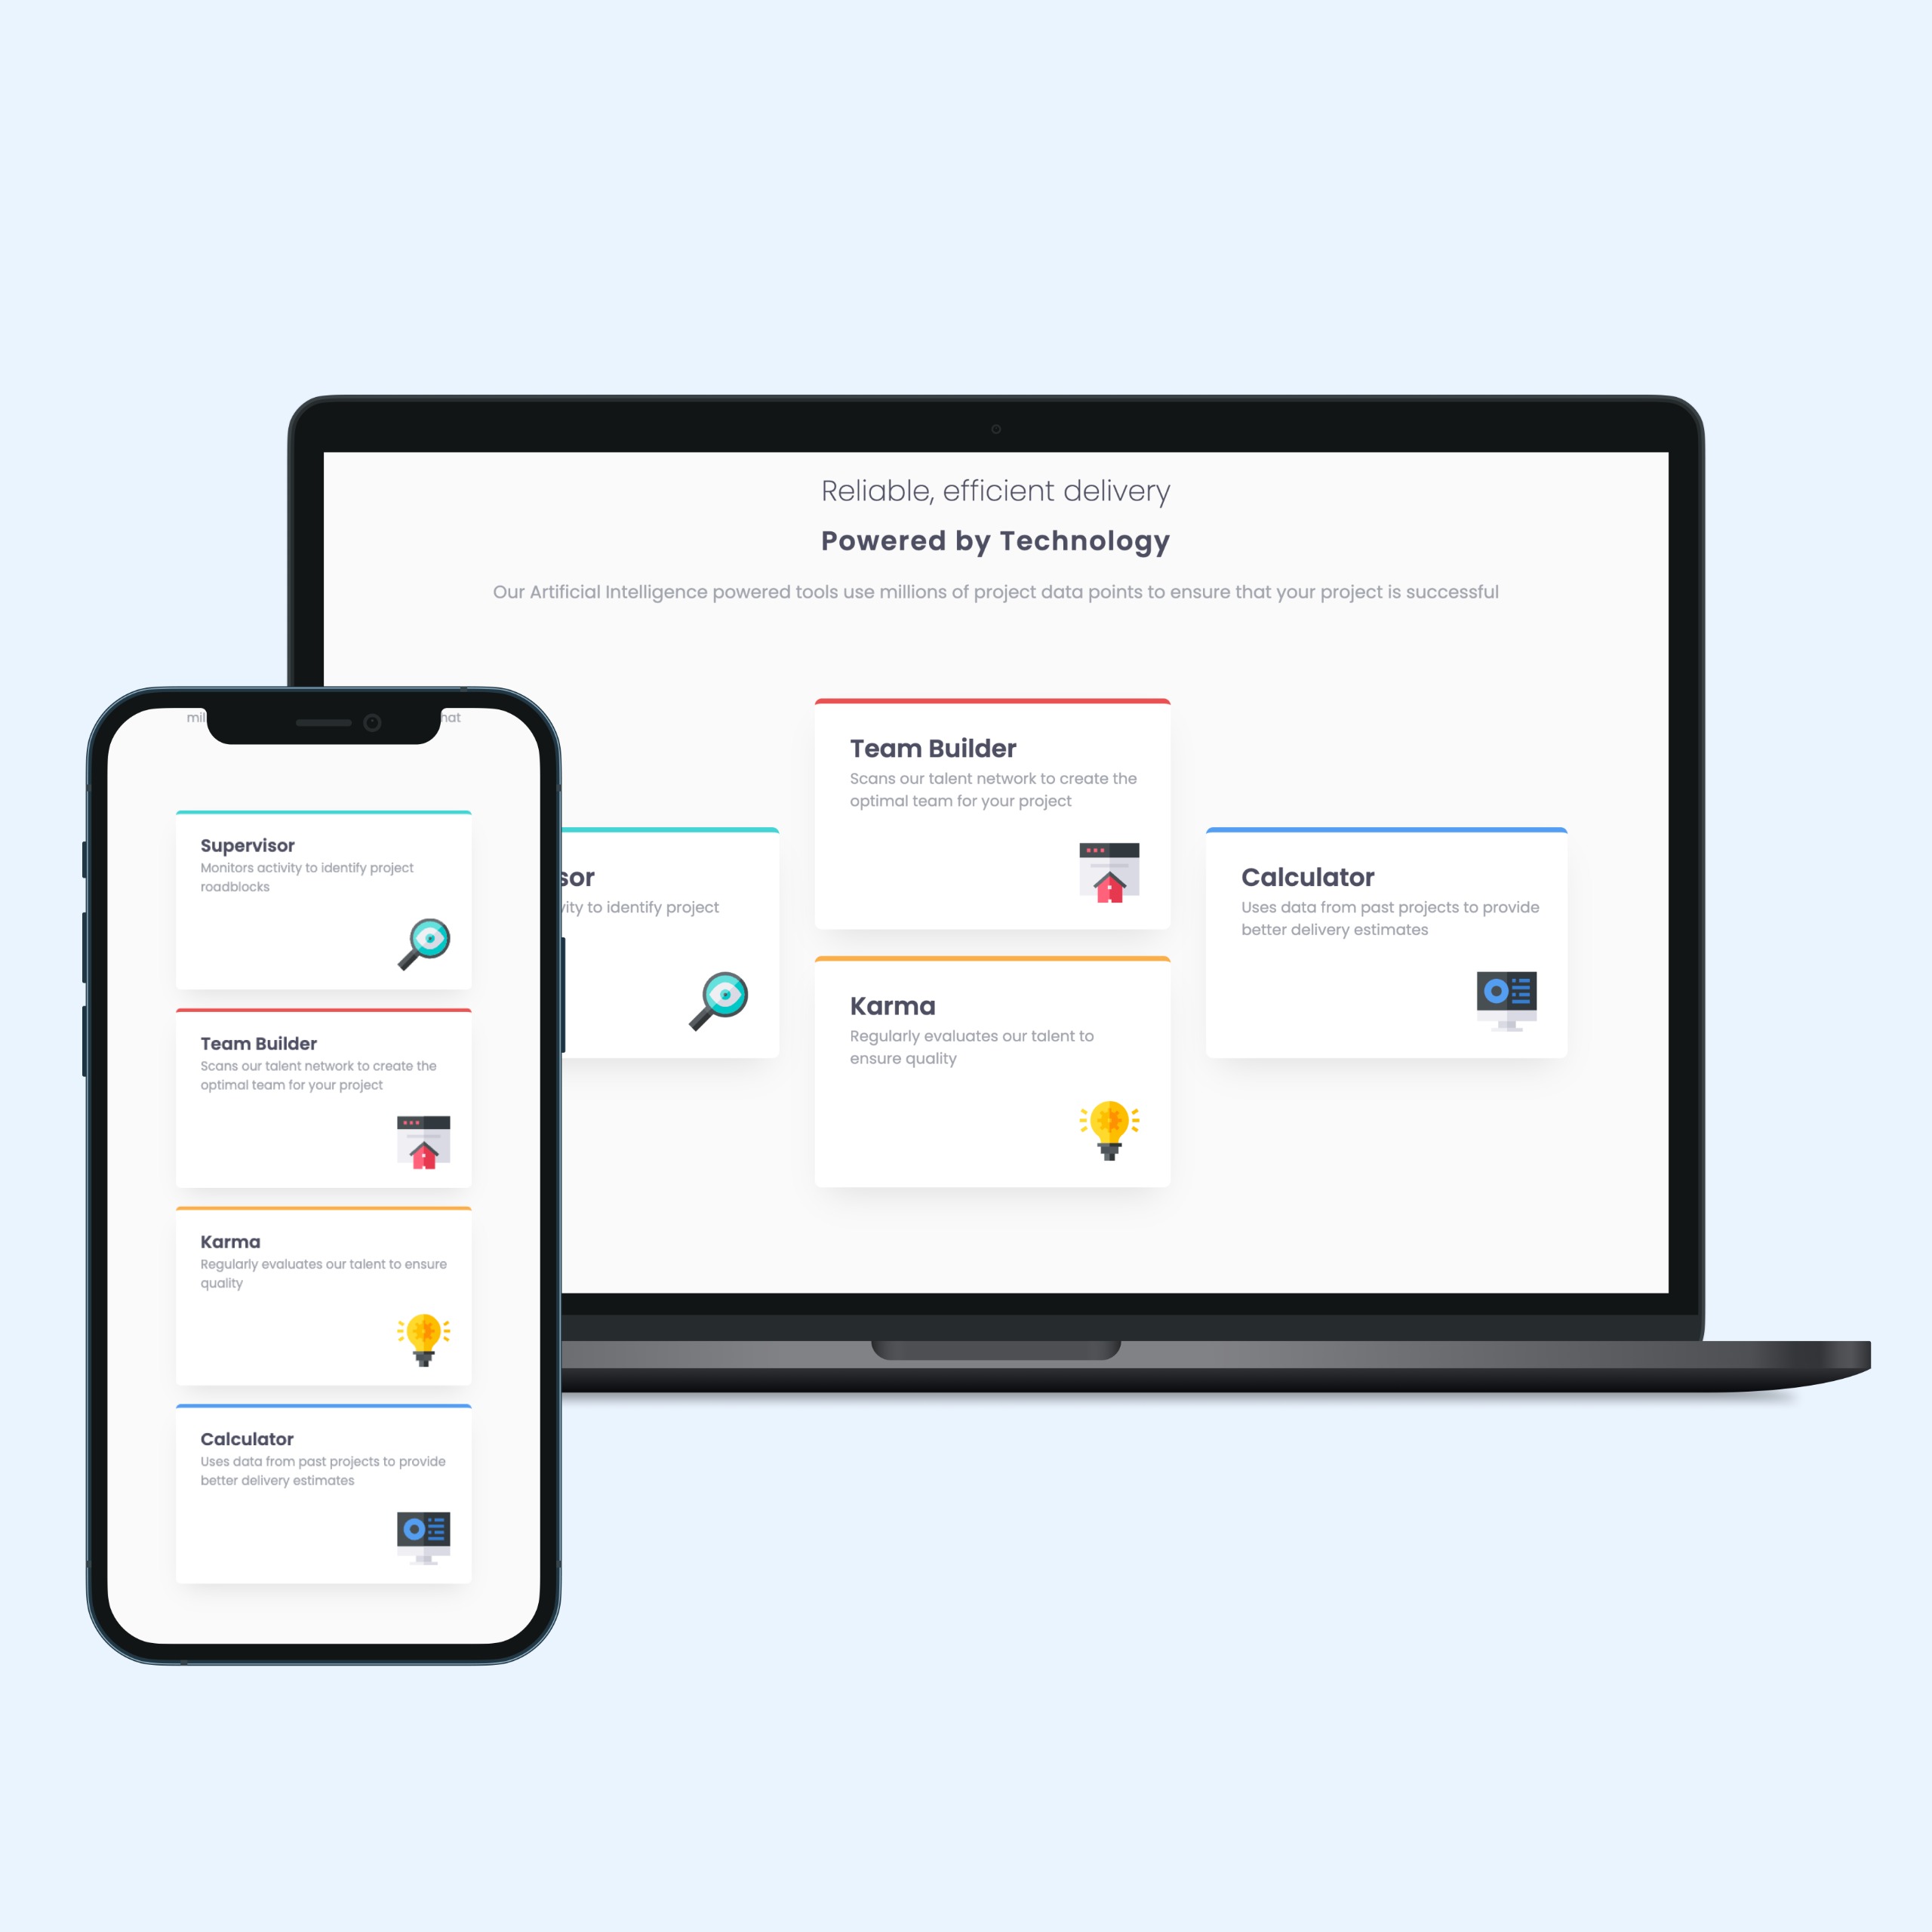 Reliable, efficient delivery
Powered by Technology
Our Artificial Intelligence powered tools use millions of project data points to ensure that your project is successful
Team Builder
Scans our talent network to create the
optimal team for your project
to identify project
Karma
Regularly evaluates our talent to
ensure quality
Calculator
Uses data from past projects to provide
better delivery estimates
Supervisor
Monitors activity to identify project
roadblocks
Team Builder
Scans our talent network to create the
optimal team for your project
Karma
Regularly evaluates our talent to ensure
quality
Calculator
Uses data from past projects to provide
better delivery estimates